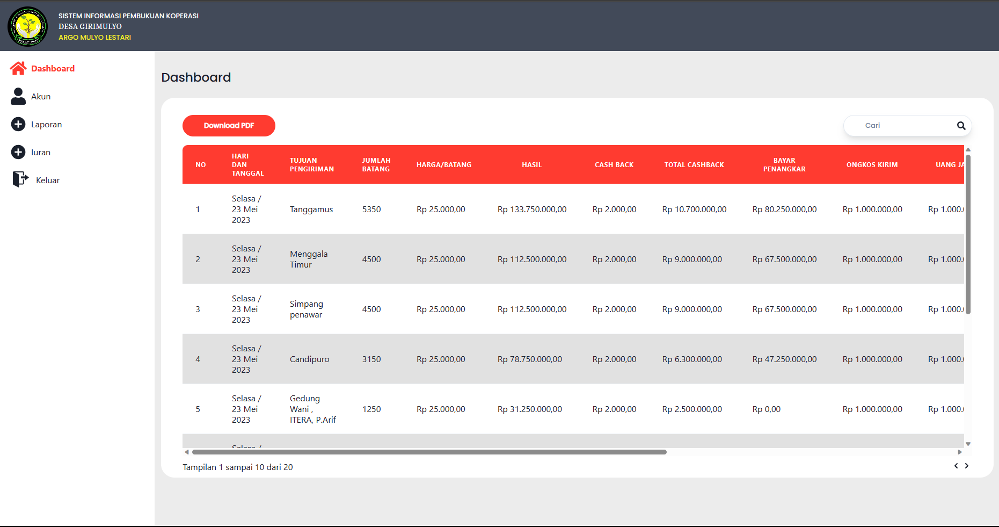 SISTEM INFORMASI PEMBUKUAN KOPERASI
DESA GIRIMULYO
ARGO MULYO LESTARI
Dashboard
Akun
Laporan
Iuran
Keluar
Dashboard
Download PDF
Cari
NO
HARI
DAN
TANGGAL
TUJUAN
PENGIRIMAN
JUMLAH
BATANG
HARGA/BATANG
HASIL
CASH BACK
TOTAL CASHBACK
BAYAR
PENANGKAR
ONGKOS KIRIM
UANG
1
Selasa /
23 Mei
2023
Tanggamus
5350
Rp 25.000,00
Rp 133.750.000,00
Rp 2.000,00
Rp 10.700.000,00
Rp 80.250.000,00
Rp 1.000.000,00
Rp 1.000.
2
Selasa /
23 Mei
2023
Menggala
Timur
4500
Rp 25.000,00
Rp 112.500.000,00
Rp 2.000,00
Rp 9.000.000,00
Rp 67.500.000,00
Rp 1.000.000,00
Rp 1.000.
3
Selasa /
23 Mei
2023
Simpang
penawar
4500
Rp 25.000,00
Rp 112.500.000,00
Rp 2.000,00
Rp 9.000.000,00
Rp 67.500.000,00
Rp 1.000.000,00
Rp 1.000.
4
Selasa /
23 Mei
2023
Candipuro
3150
Rp 25.000,00
Rp 78.750.000,00
Rp 2.000,00
Rp 6.300.000,00
Rp 47.250.000,00
Rp 1.000.000,00
Rp 1.000.
5
Selasa /
23 Mei
2023
Gedung
Wani ,
ITERA, P.Arif
1250
Rp 25.000,00
Rp 31.250.000,00
Rp 2.000,00
Rp 2.500.000,00
Rp 0,00
Rp 1.000.000,00
Rp 1.000.
Selasa /
Tampilan 1 sampai 10 dari 20